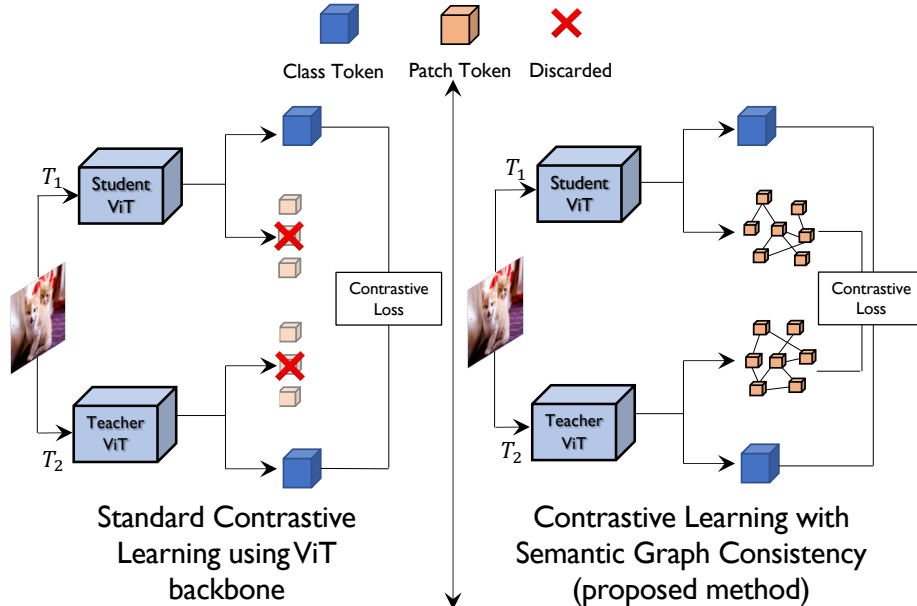 Class Token
Patch Token
Discarded
T₁
Student
ViT
Contrastive
Loss
Teacher
ViT
T₂
Standard Contrastive
Learning using ViT
backbone
T₁
Student
ViT
Contrastive
Loss
Teacher
ViT
T₂
Contrastive Learning with
Semantic Graph Consistency
(proposed method)